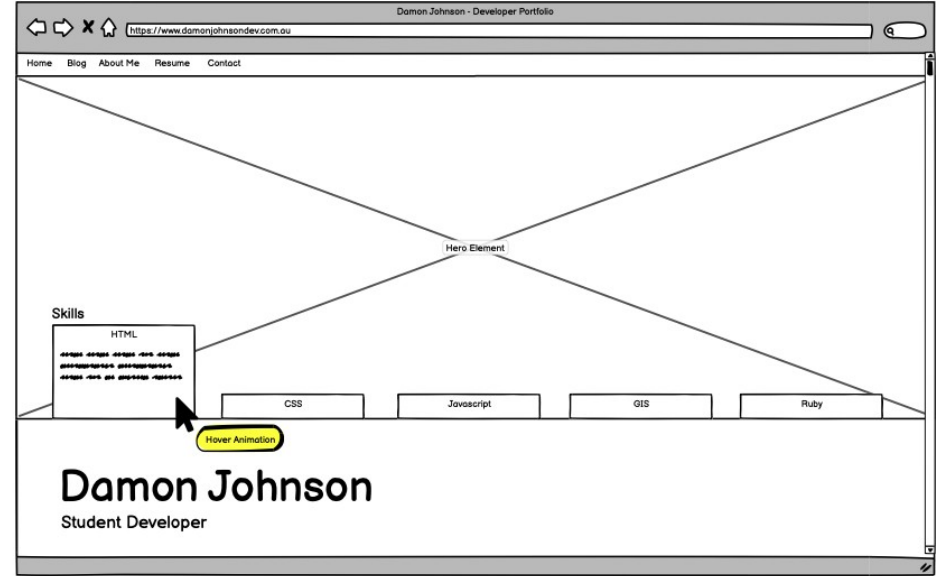 Damon Johnson - Developer Portfolio
https://www.damonjohnsondev.com.au
Home Blog About Me Resume Contact
Hero Element
Skills
HTML
CSS Javascript GIS Ruby
Hover Animation
Damon Johnson
Student Developer